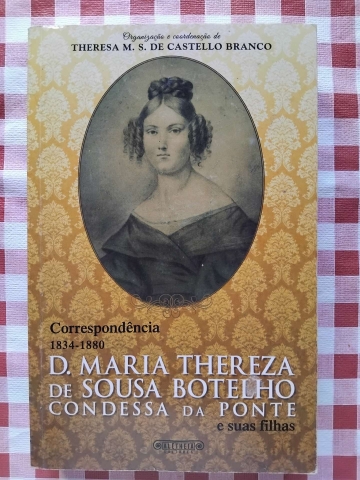 Organização e coordenação de
THERESA M. S. DE CASTELLO BRANCO
Correspondência
1834-1880
D. MARIA THEREZA
DE SOUSA BOTELHO
CONDESSA DA PONTE
e suas filhas
ALETHEIA